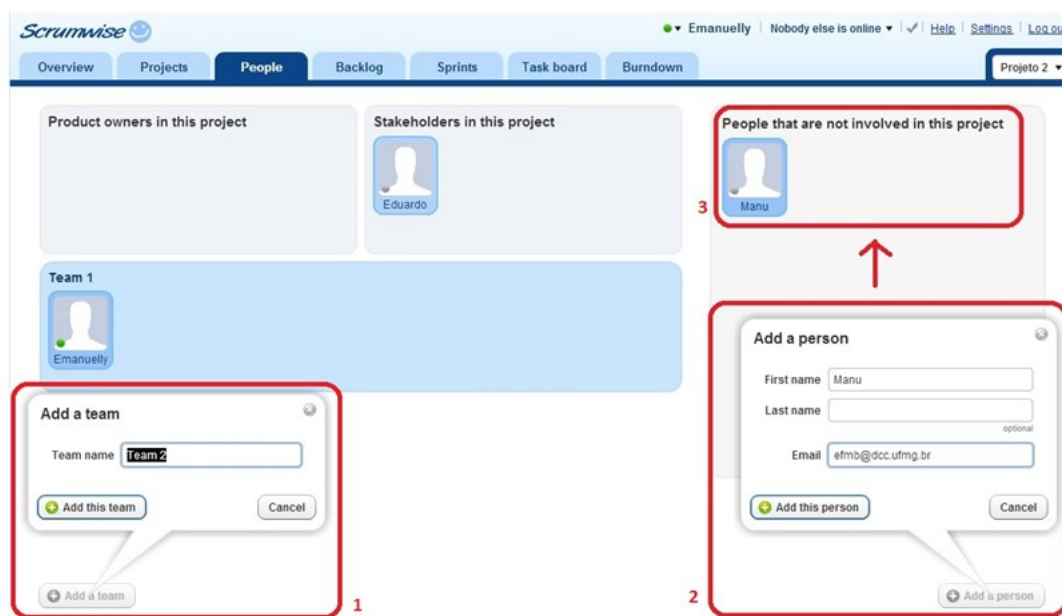 Scrumwise
Emanuelly Nobody else is online Help Settings Log ou
Overview Projects People Backlog Sprints Task board Burndown Projeto 2
Product owners in this project
Stakeholders in this project
Eduardo
People that are not involved in this project
Manu
3
Team 1
Emanuelly
Add a team
Team name Team 2
Add this team Cancel
Add a team
1
Add a person
First name Manu
Last name
optional
Email efmb@dcc.ufmg.br
Add this person Cancel
Add a person
2